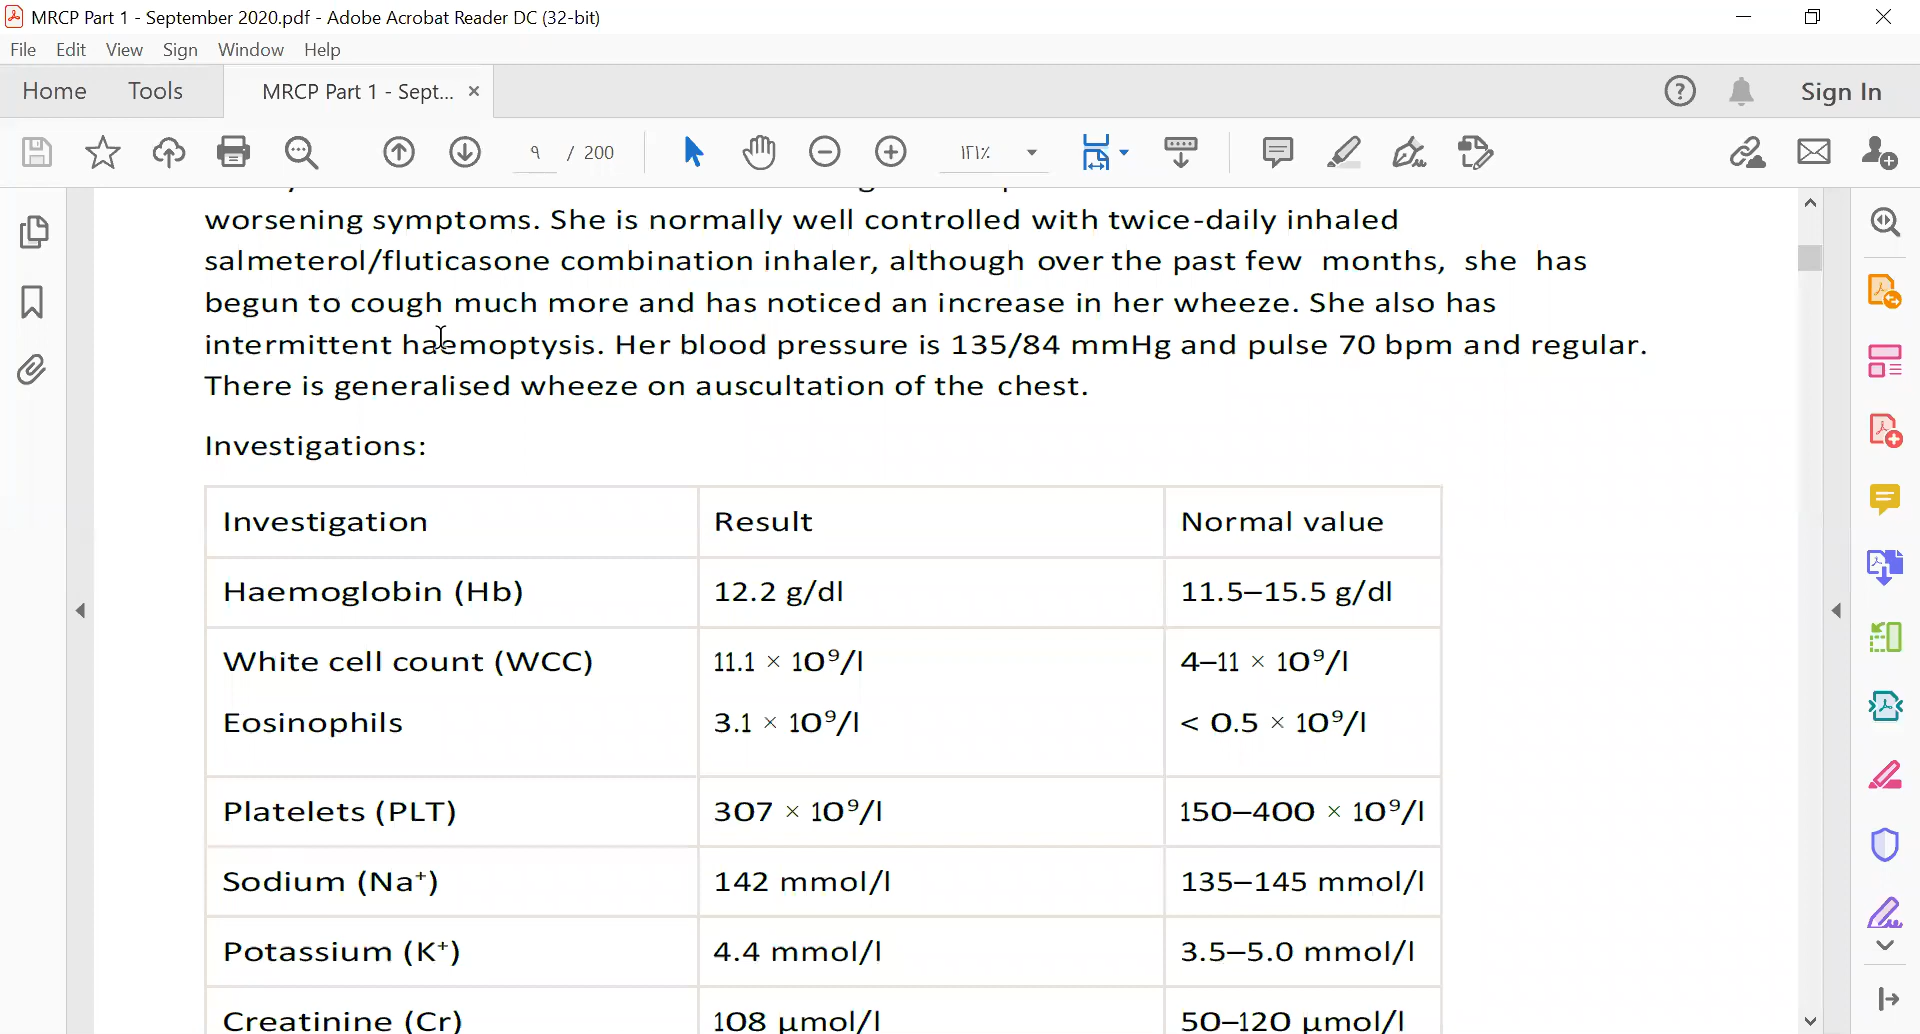 MRCP Part 1 - September 2020.pdf - Adobe Acrobat Reader DC (32-bit)
File Edit View Sign Window Help
Home Tools MRCP Part 1 - Sept... × Sign In
٩ / 200 ١٢١٪
worsening symptoms. She is normally well controlled with twice-daily inhaled
salmeterol/fluticasone combination inhaler, although over the past few months, she has
begun to cough much more and has noticed an increase in her wheeze. She also has
intermittent haemoptysis. Her blood pressure is 135/84 mmHg and pulse 70 bpm and regular.
There is generalised wheeze on auscultation of the chest.
Investigations:
Investigation Result Normal value
Haemoglobin (Hb) 12.2 g/dl 11.5–15.5 g/dl
White cell count (WCC) 11.1 × 10⁹/l 4–11 × 10⁹/l
Eosinophils 3.1 × 10⁹/l < 0.5 × 10⁹/l
Platelets (PLT) 307 × 10⁹/l 150–400 × 10⁹/l
Sodium (Na⁺) 142 mmol/l 135–145 mmol/l
Potassium (K⁺) 4.4 mmol/l 3.5–5.0 mmol/l
Creatinine (Cr) 108 µmol/l 50–120 µmol/l